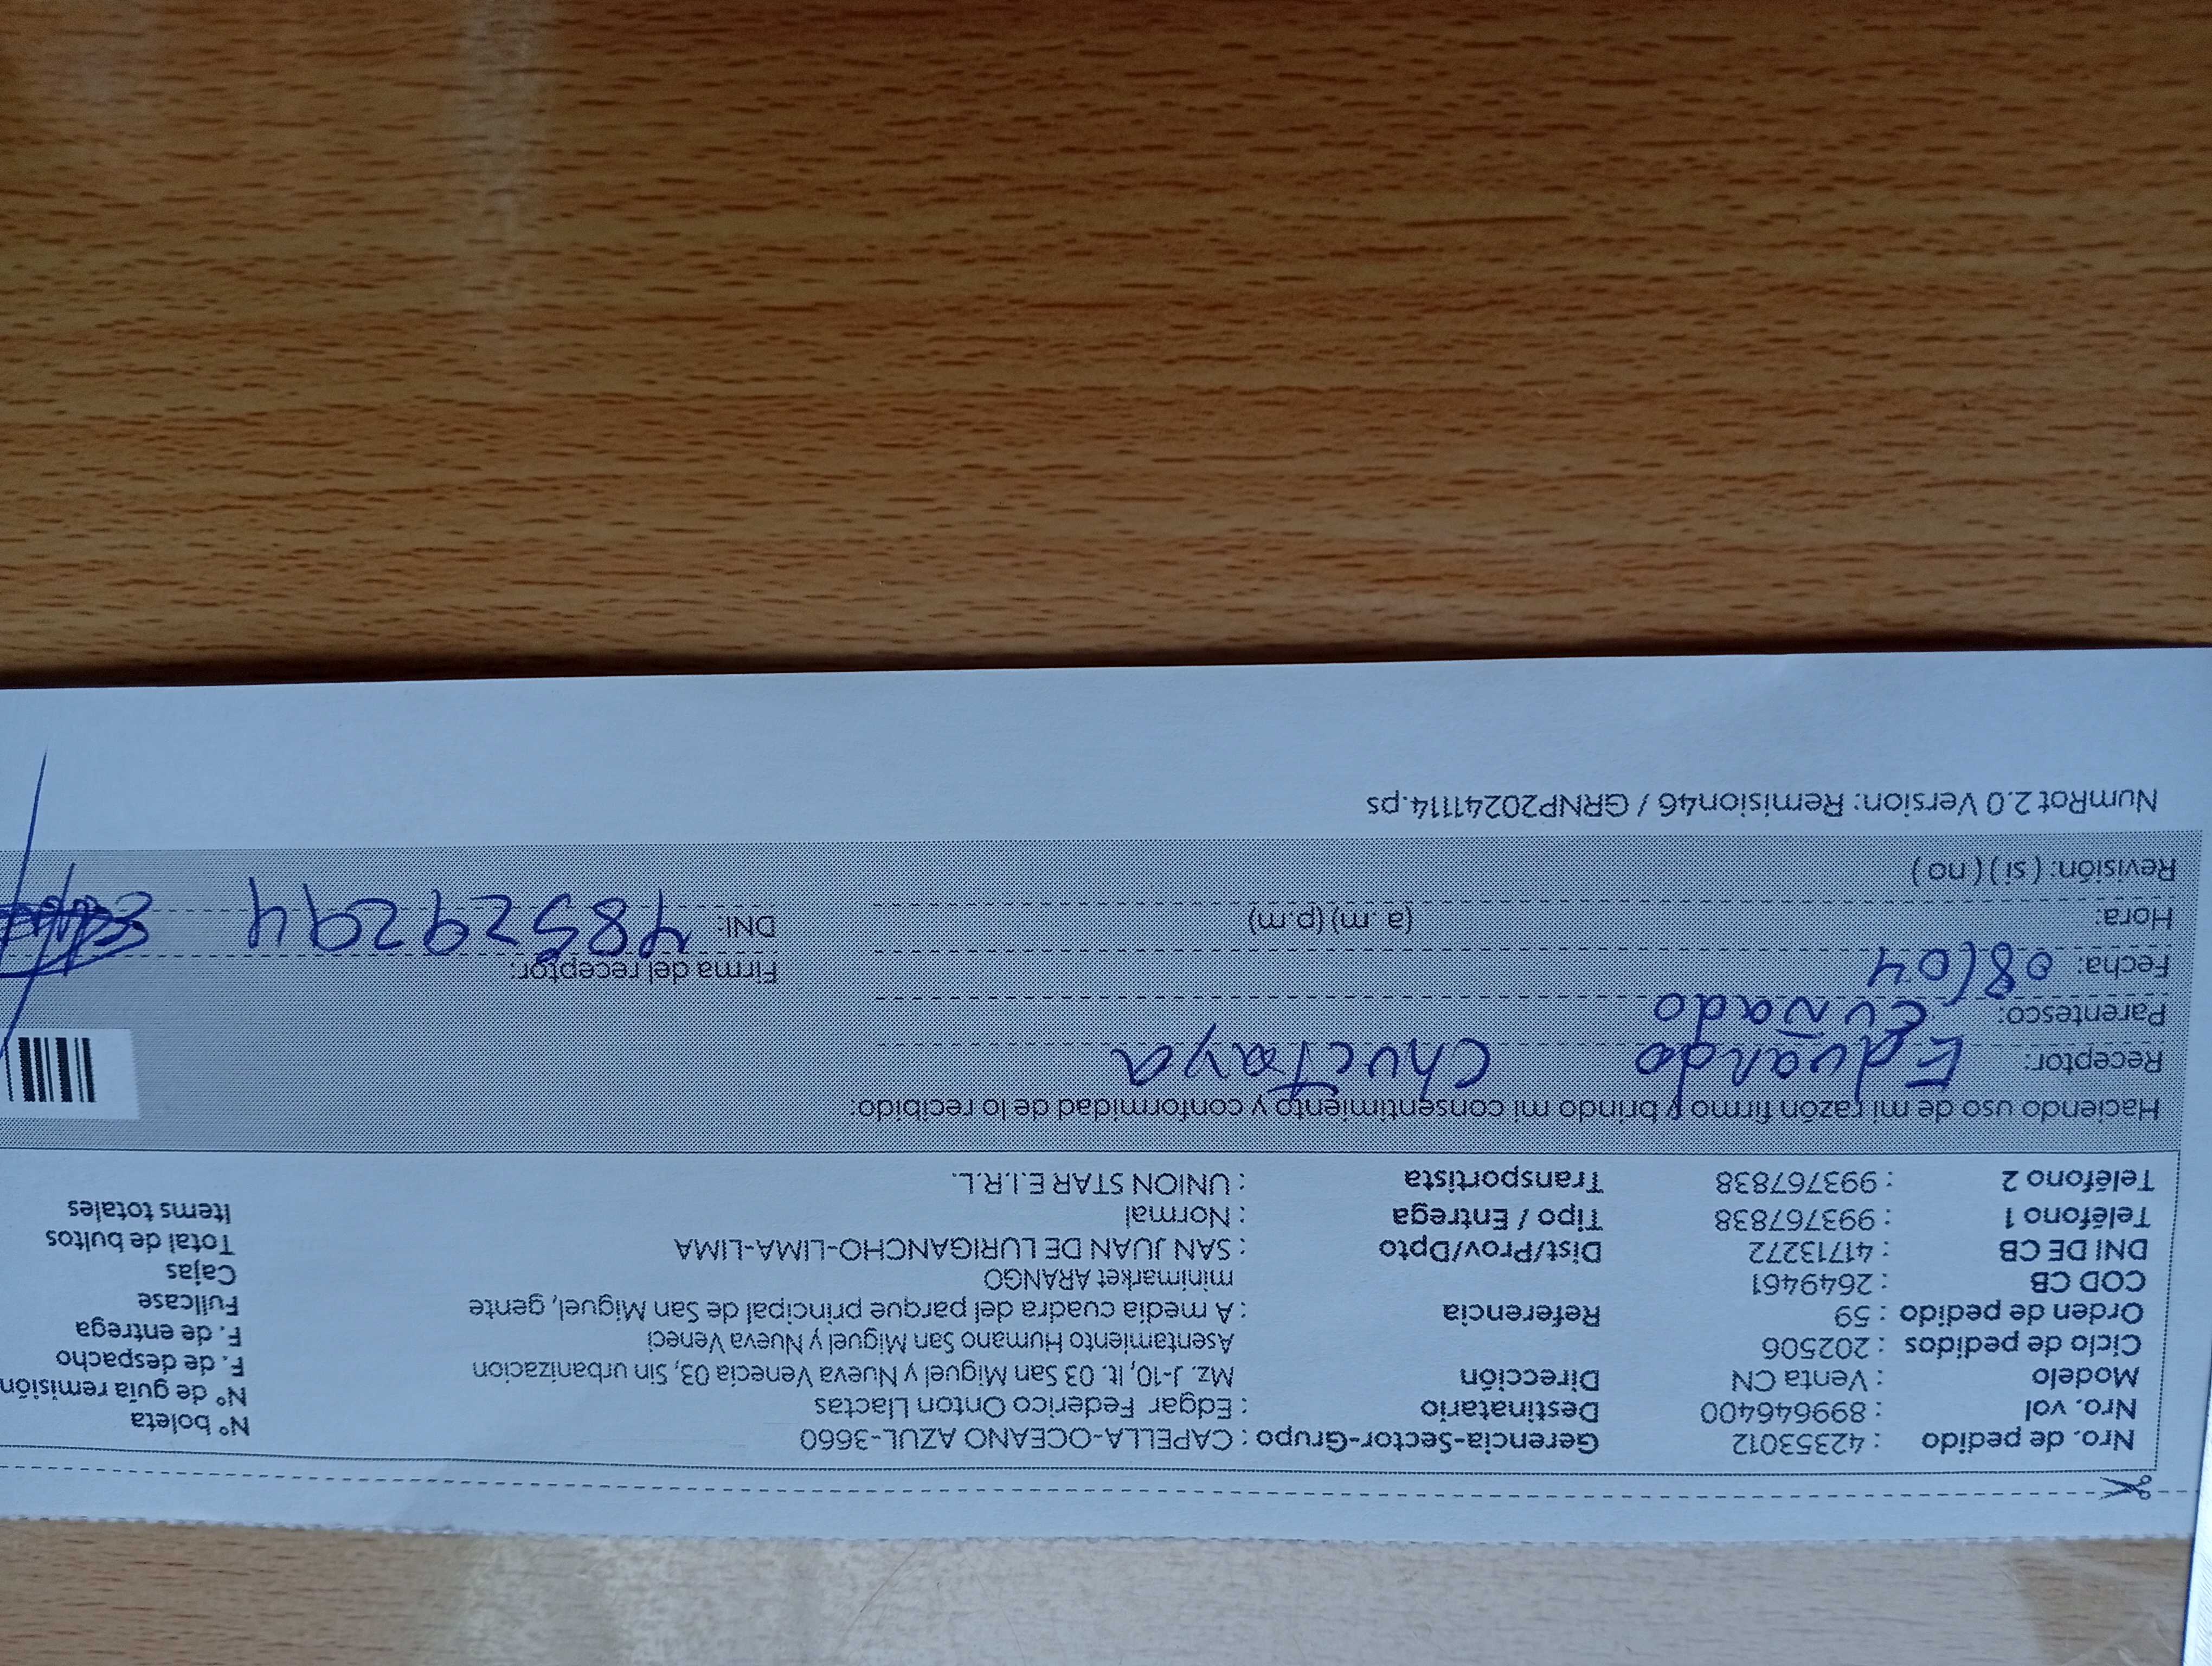 Nro. de pedido : 42353012 Gerencia-Sector-Grupo : CAPELLA-OCEANO AZUL-3660 N° boleta
Nro. vol : 899646400 Destinatario : Edgar Federico Onton Llactas N° de guía remisión
Modelo : Venta CN Dirección Mz. J-10, lt. 03 San Miguel y Nueva Venecia 03, Sin urbanizacion F. de despacho
Ciclo de pedidos : 202506 Asentamiento Humano San Miguel y Nueva Veneci F. de entrega
Orden de pedido : 59 Referencia : A media cuadra del parque principal de San Miguel, gente Fullcase
COD CB : 2649461 minimarket ARANGO Cajas
DNI DE CB : 41713272 Dist/Prov/Dpto : SAN JUAN DE LURIGANCHO-LIMA-LIMA Total de bultos
Teléfono 1 : 993767838 Tipo / Entrega : Normal Items totales
Teléfono 2 : 993767838 Transportista : UNION STAR E.I.R.L.
Haciendo uso de mi razón firmo y brindo mi consentimiento y conformidad de lo recibido:
Receptor: Eduardo Chuctaya
Parentesco: Cuñado
Fecha: 08/04 Firma del receptor:
Hora: (a. m) (p.m) DNI: 48529294
Revisión: ( si ) ( no )
NumRot 2.0 Version: Remision46 / GRNP20241114.ps